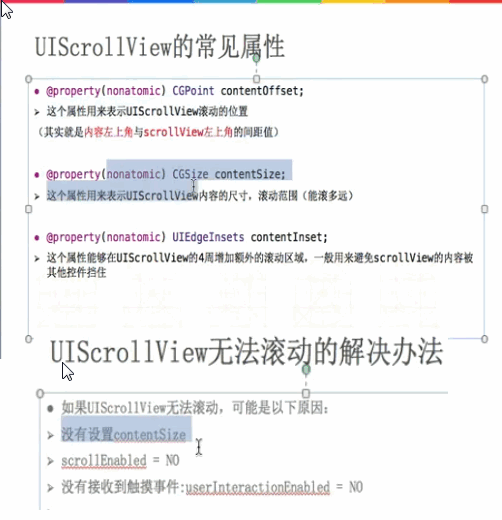 UIScrollView的常见属性
@property(nonatomic) CGPoint contentOffset;
这个属性用来表示UIScrollView滚动的位置
（其实就是内容左上角与scrollView左上角的间距值）
@property(nonatomic) CGSize contentSize;
这个属性用来表示UIScrollView内容的尺寸，滚动范围（能滚多远）
@property(nonatomic) UIEdgeInsets contentInset;
这个属性能够在UIScrollView的4周增加额外的滚动区域，一般用来避免scrollView的内容被
其他控件挡住
UIScrollView无法滚动的解决办法
如果UIScrollView无法滚动，可能是以下原因：
没有设置contentSize
scrollEnabled = NO
没有接收到触摸事件:userInteractionEnabled = NO